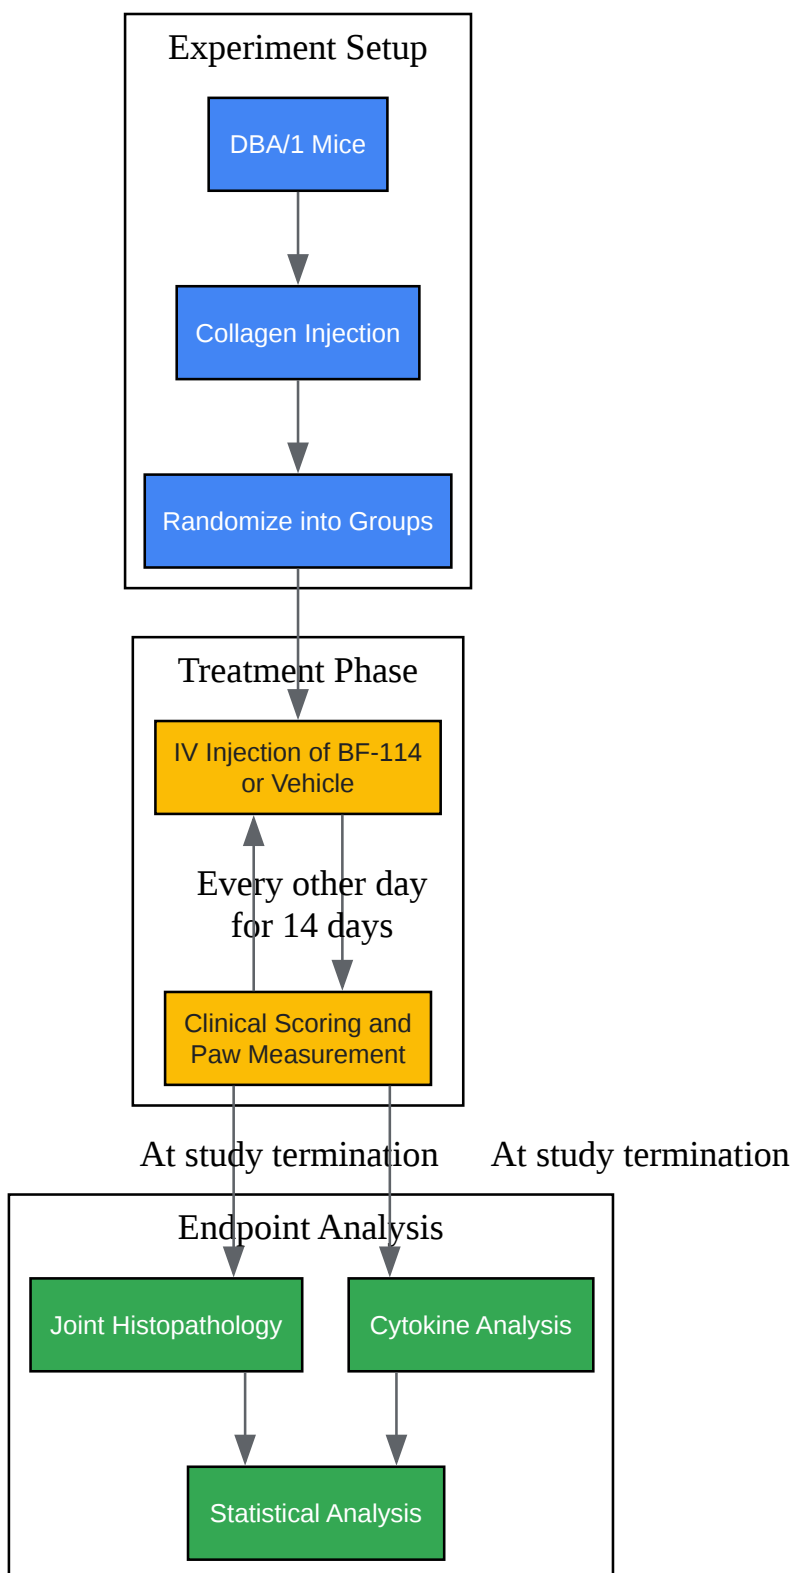 Experiment Setup
DBA/1 Mice
Collagen Injection
Randomize into Groups
Treatment Phase
IV Injection of BF-114
or Vehicle
Every other day
for 14 days
Clinical Scoring and
Paw Measurement
At study termination
At study termination
Endpoint Analysis
Joint Histopathology
Cytokine Analysis
Statistical Analysis